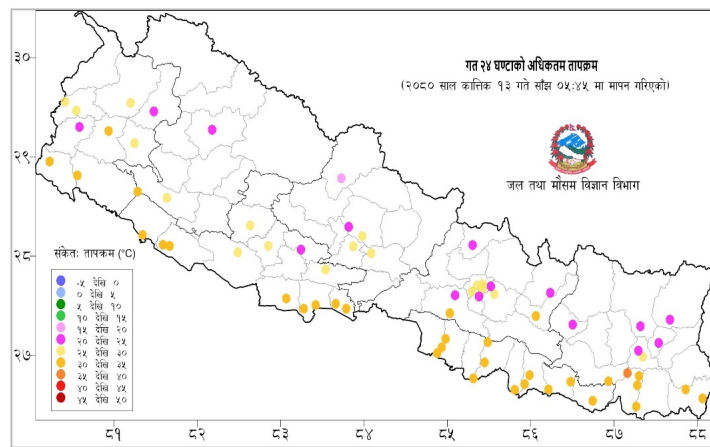 गत २४ घण्टाको अधिकतम तापक्रम
(२०८० साल कात्तिक १३ गते साँझ ०५:४५ मा मापन गरिएको)
जल तथा मौसम विज्ञान विभाग
३०
२९
२८
२७
संकेतः तापक्रम (°C)
-५ देखि ०
० देखि ५
५ देखि १०
१० देखि १५
१५ देखि २०
२० देखि २५
२५ देखि ३०
३० देखि ३५
३५ देखि ४०
४० देखि ४५
४५ देखि ५०
८१ ८२ ८३ ८४ ८५ ८६ ८७ ८८